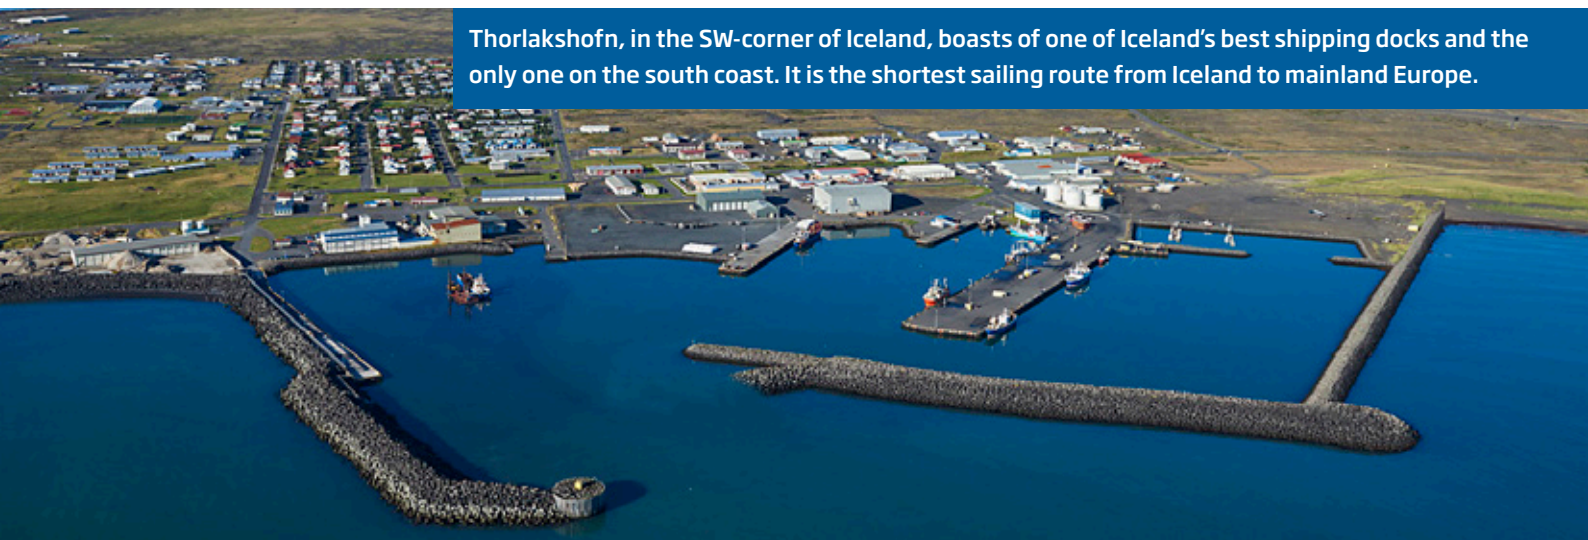 Thorlakshofn, in the SW-corner of Iceland, boasts of one of Iceland's best shipping docks and the
only one on the south coast. It is the shortest sailing route from Iceland to mainland Europe.